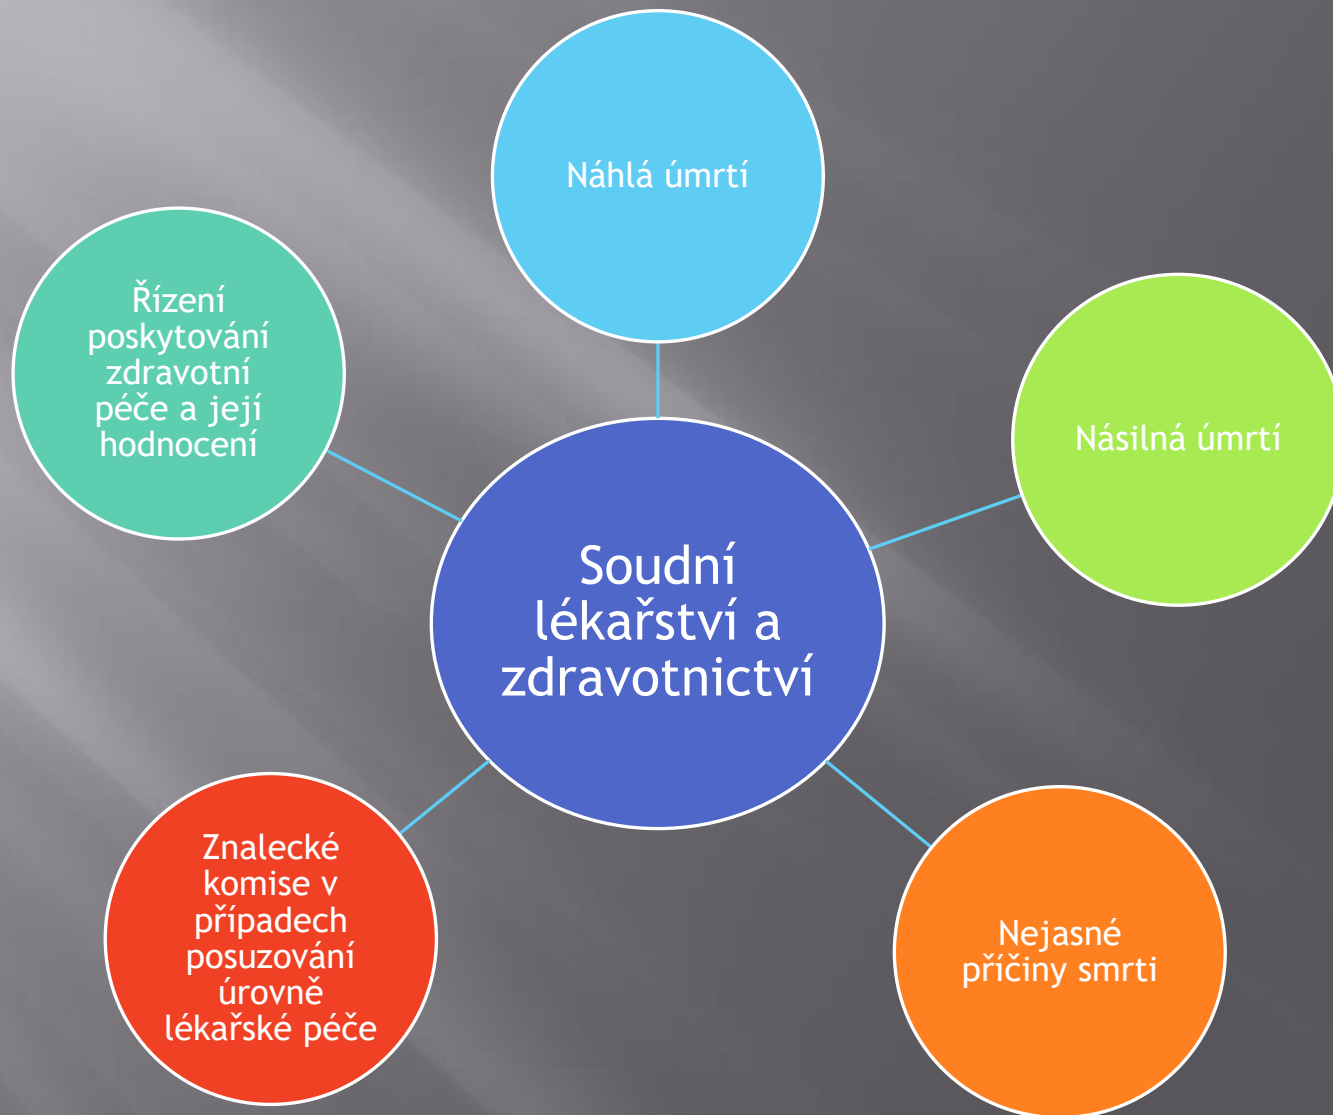 Náhlá úmrtí
Řízení
poskytování
zdravotní
péče a její
hodnocení
Násilná úmrtí
Soudní
lékařství a
zdravotnictví
Znalecké
komise v
případech
posuzování
úrovně
lékařské péče
Nejasné
příčiny smrti